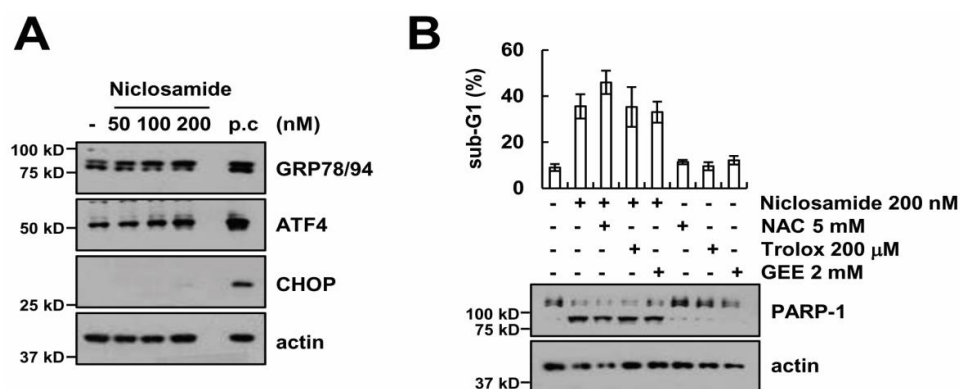 A
Niclosamide
- 50 100 200 p.c (nM)
100 kD
75 kD
GRP78/94
50 kD
ATF4
CHOP
25 kD
actin
37 kD
B
sub-G1 (%)
60
40
20
0
- + + + + - - - Niclosamide 200 nM
- - + - - + - - NAC 5 mM
- - - + - - + - Trolox 200 μM
- - - - + - - + GEE 2 mM
100 kD
75 kD
PARP-1
actin
37 kD